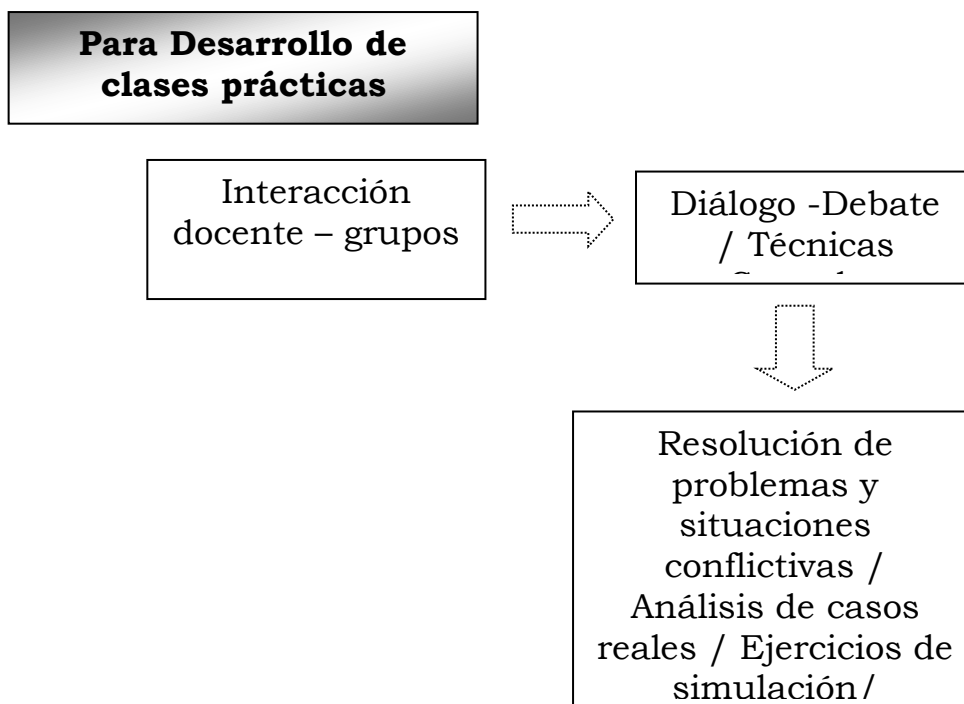 Para Desarrollo de
clases prácticas
Interacción
docente – grupos
Diálogo -Debate
/ Técnicas
Resolución de
problemas y
situaciones
conflictivas /
Análisis de casos
reales / Ejercicios de
simulación/